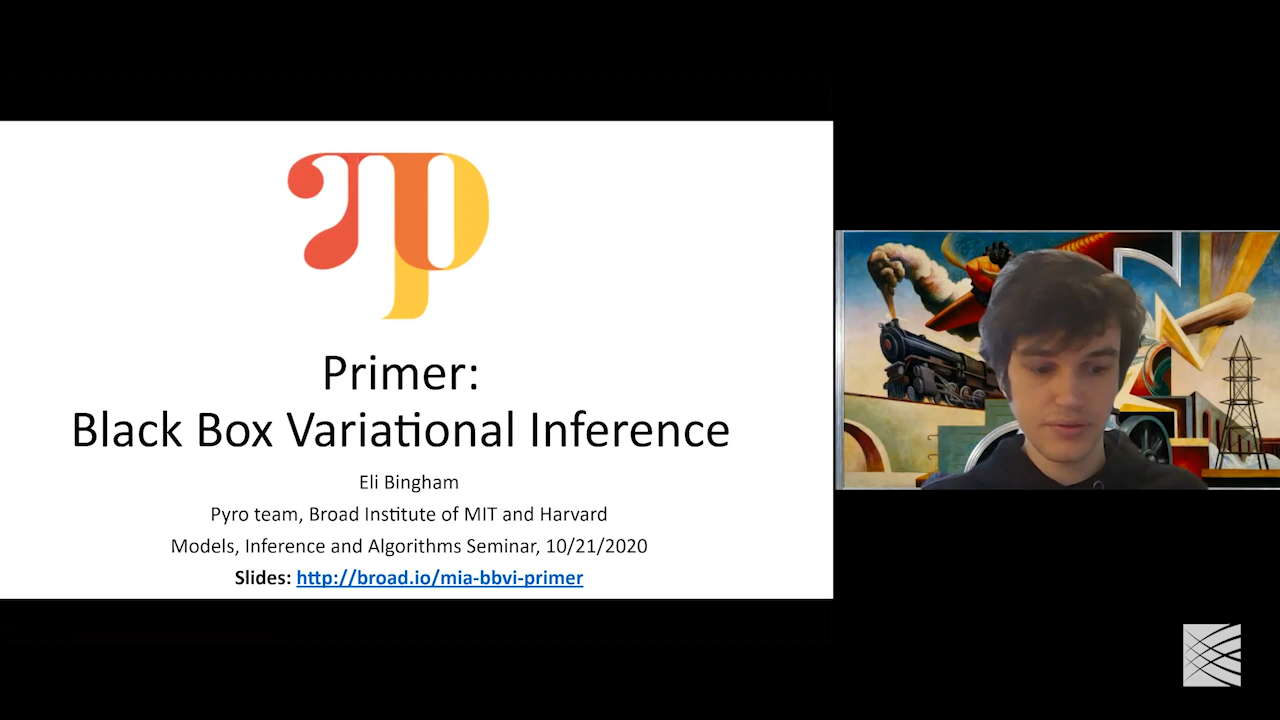 Primer:
Black Box Variational Inference
Eli Bingham
Pyro team, Broad Institute of MIT and Harvard
Models, Inference and Algorithms Seminar, 10/21/2020
Slides: http://broad.io/mia-bbvi-primer